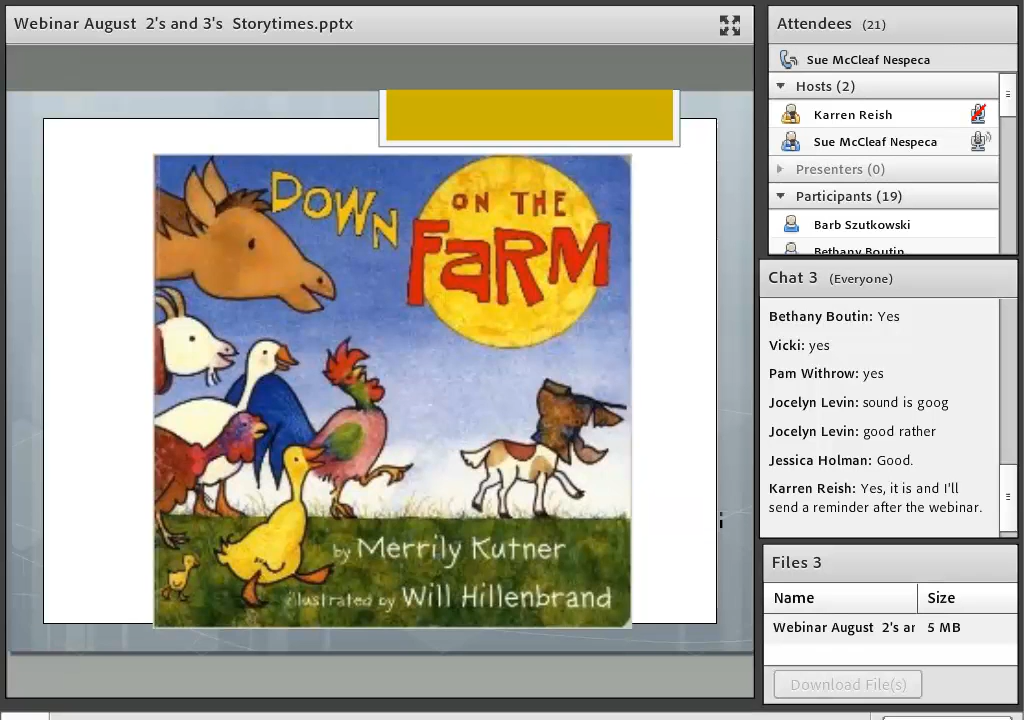 Webinar August 2's and 3's Storytimes.pptx
DOWN
ON THE
FaRM
by Merrily Kutner
illustrated by Will Hillenbrand
Attendees (21)
Sue McCleaf Nespeca
Hosts (2)
Karren Reish
Sue McCleaf Nespeca
Presenters (0)
Participants (19)
Barb Szutkowski
Bethany Boutin
Chat 3 (Everyone)
Bethany Boutin: Yes
Vicki: yes
Pam Withrow: yes
Jocelyn Levin: sound is goog
Jocelyn Levin: good rather
Jessica Holman: Good.
Karren Reish: Yes, it is and I'll
send a reminder after the webinar.
Files 3
Name Size
Webinar August 2's ar 5 MB
Download File(s)